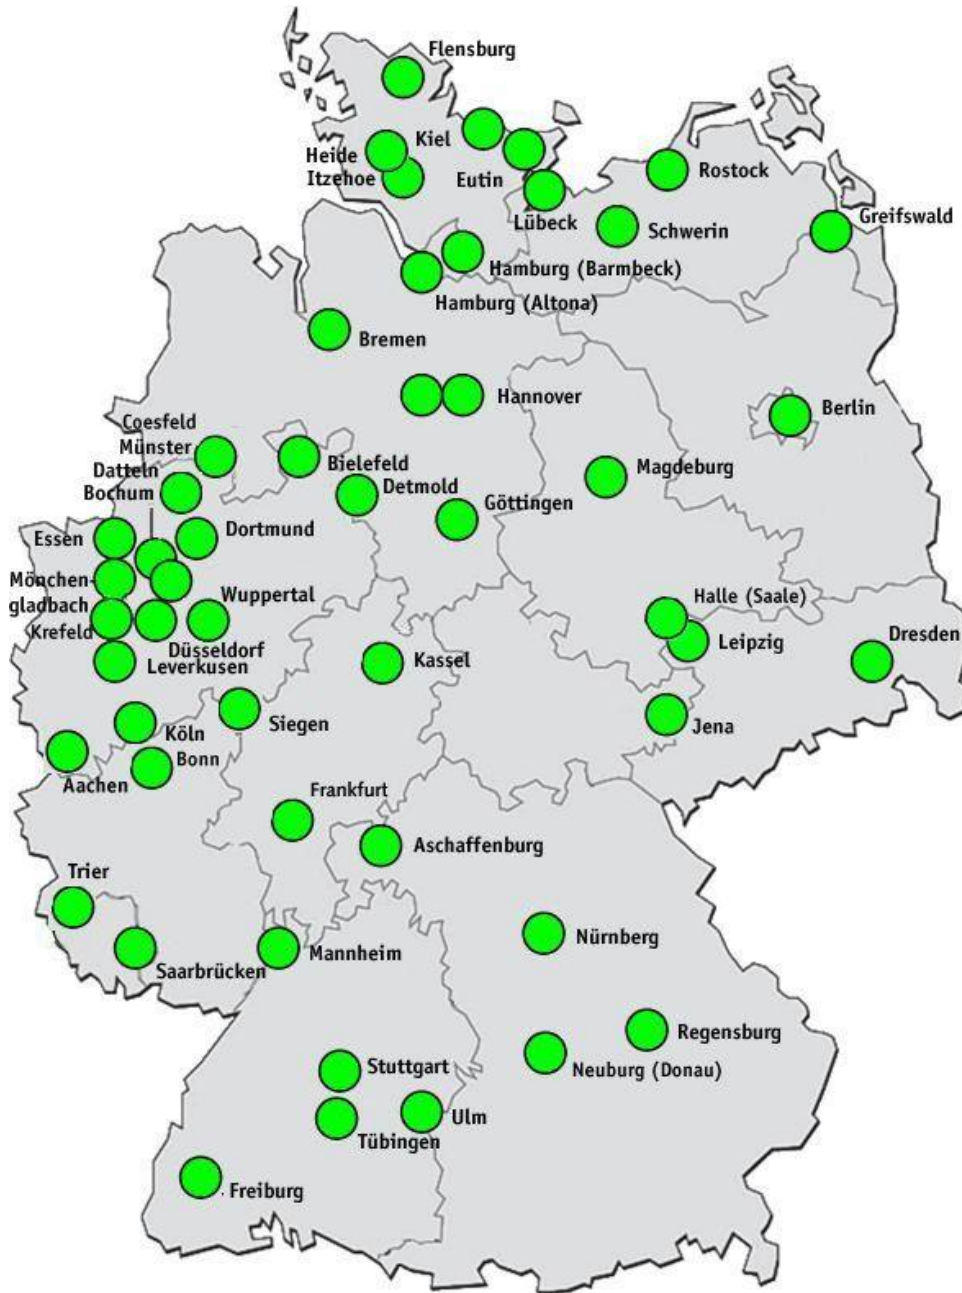 Flensburg
Kiel
Heide
Itzehoe
Eutin
Rostock
Lübeck
Schwerin
Greifswald
Hamburg (Barmbeck)
Hamburg (Altona)
Bremen
Hannover
Berlin
Coesfeld
Münster
Datteln
Bochum
Bielefeld
Detmold
Magdeburg
Göttingen
Essen
Dortmund
Mönchen-
gladbach
Krefeld
Wuppertal
Düsseldorf
Leverkusen
Halle (Saale)
Leipzig
Dresden
Kassel
Siegen
Köln
Bonn
Aachen
Jena
Frankfurt
Aschaffenburg
Trier
Saarbrücken
Mannheim
Nürnberg
Regensburg
Neuburg (Donau)
Stuttgart
Ulm
Tübingen
Freiburg